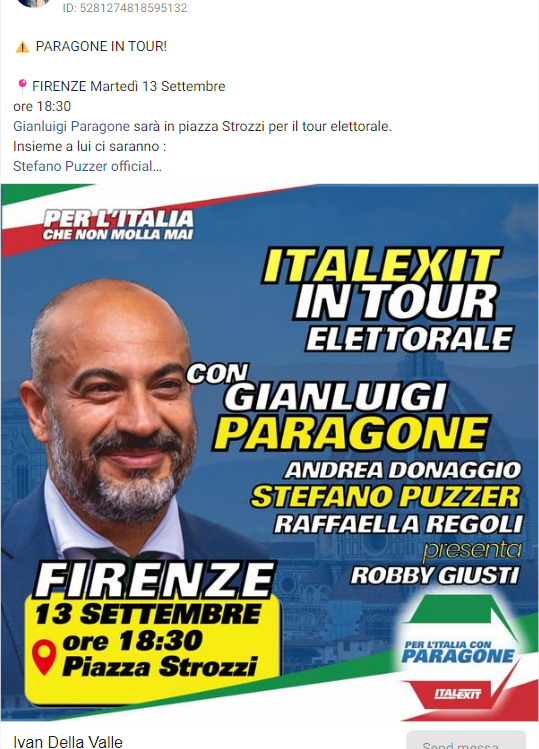 ID: 5281274818595132
⚠ PARAGONE IN TOUR!
📍 FIRENZE Martedì 13 Settembre
ore 18:30
Gianluigi Paragone sarà in piazza Strozzi per il tour elettorale.
Insieme a lui ci saranno :
Stefano Puzzer official...
PER L'ITALIA
CHE NON MOLLA MAI
ITALEXIT
IN TOUR
ELETTORALE
CON
GIANLUIGI
PARAGONE
ANDREA DONAGGIO
STEFANO PUZZER
RAFFAELLA REGOLI
presenta
ROBBY GIUSTI
FIRENZE
13 SETTEMBRE
ore 18:30
Piazza Strozzi
PER L'ITALIA CON
PARAGONE
ITALEXIT
Ivan Della Valle
Send messa